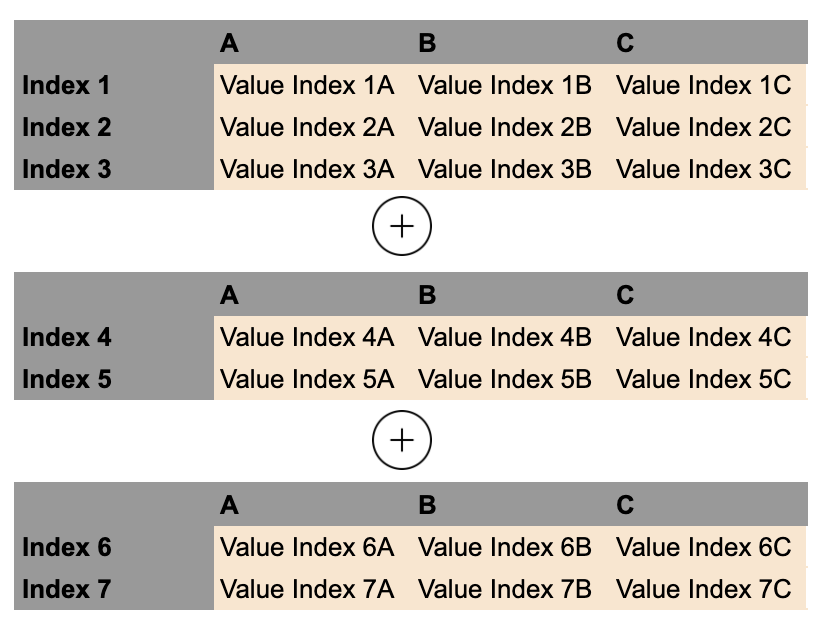 A B C
Index 1 Value Index 1A Value Index 1B Value Index 1C
Index 2 Value Index 2A Value Index 2B Value Index 2C
Index 3 Value Index 3A Value Index 3B Value Index 3C
+
A B C
Index 4 Value Index 4A Value Index 4B Value Index 4C
Index 5 Value Index 5A Value Index 5B Value Index 5C
+
A B C
Index 6 Value Index 6A Value Index 6B Value Index 6C
Index 7 Value Index 7A Value Index 7B Value Index 7C